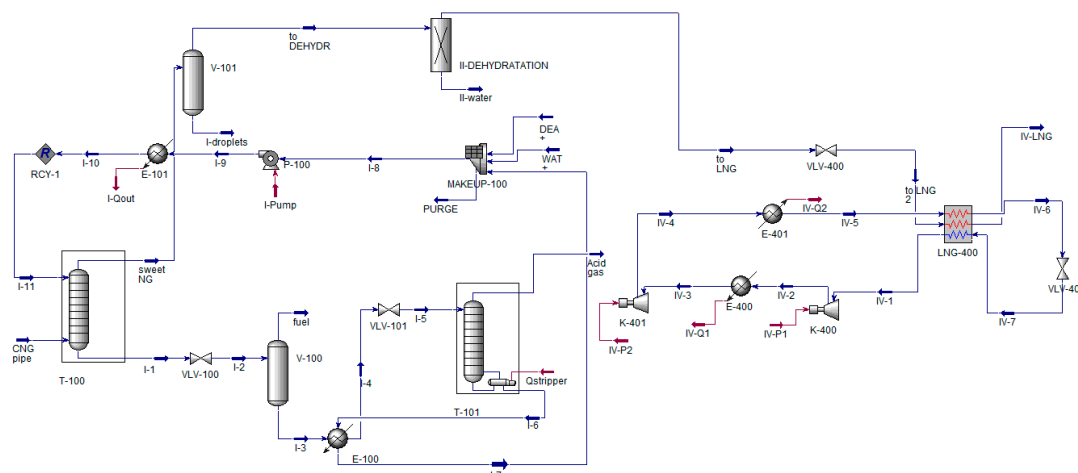 to
DEHYDR
V-101
II-DEHYDRATATION
II-water
I-droplets
DEA
+
WAT
+
I-10
I-9
I-8
RCY-1
E-101
P-100
MAKEUP-100
I-Qout
I-Pump
PURGE
to
LNG
VLV-400
IV-LNG
to LNG
2
IV-4
IV-Q2
IV-5
IV-6
E-401
LNG-400
sweet
NG
Acid
gas
I-11
IV-3
IV-2
IV-1
VLV-40
E-400
K-401
K-400
IV-7
IV-Q1
IV-P1
IV-P2
fuel
VLV-101
I-5
CNG
pipe
I-1
I-2
V-100
T-100
VLV-100
I-4
Qstripper
T-101
I-6
I-3
E-100